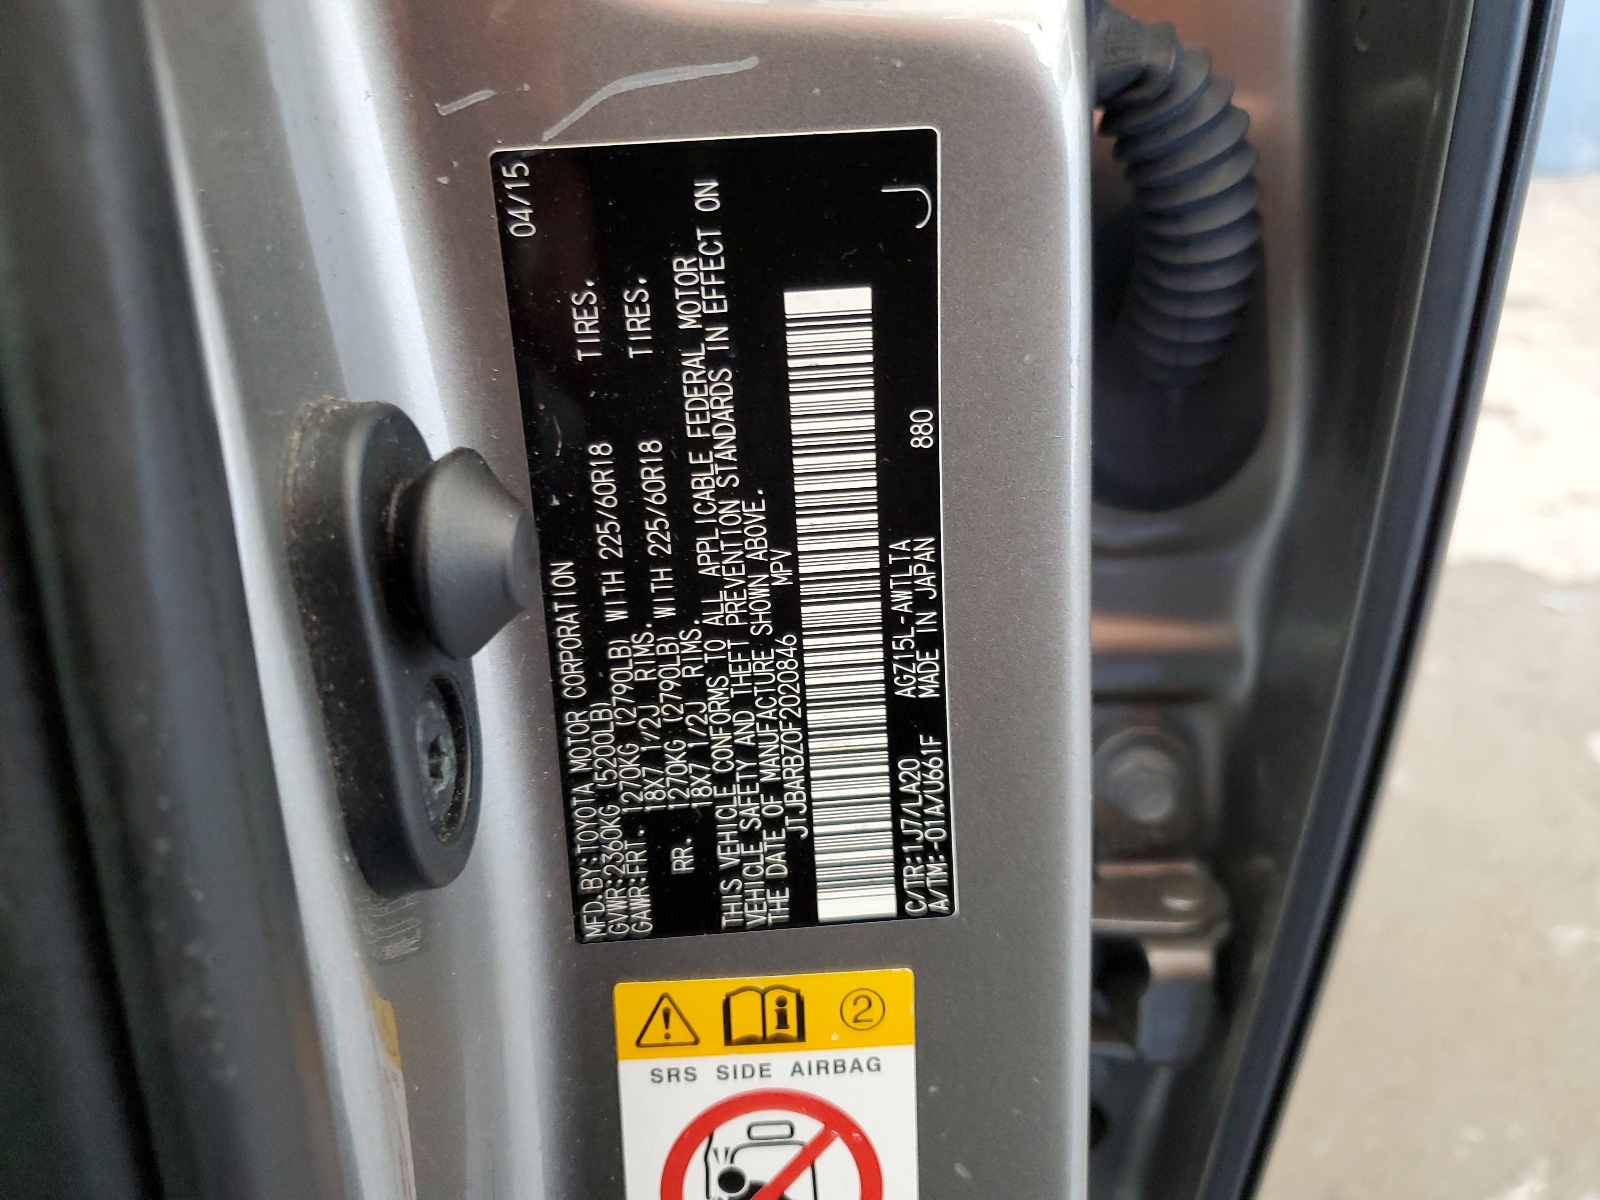 MFD.BY:TOYOTA MOTOR CORPORATION 04/15
GVWR:2360KG (5200LB)
GAWR:FRT. 1270KG (2790LB) WITH 225/60R18 TIRES.
18X7 1/2J RIMS.
RR. 1270KG (2790LB) WITH 225/60R18 TIRES.
18X7 1/2J RIMS.
THIS VEHICLE CONFORMS TO ALL APPLICABLE FEDERAL MOTOR
VEHICLE SAFETY AND THEFT PREVENTION STANDARDS IN EFFECT ON
THE DATE OF MANUFACTURE SHOWN ABOVE.
JTJBARBZ0F2020846 MPV
C/TR:1J7/LA20 AGZ15L-AWTLTA 880
A/TM:-01A/U661F MADE IN JAPAN J
2
SRS SIDE AIRBAG